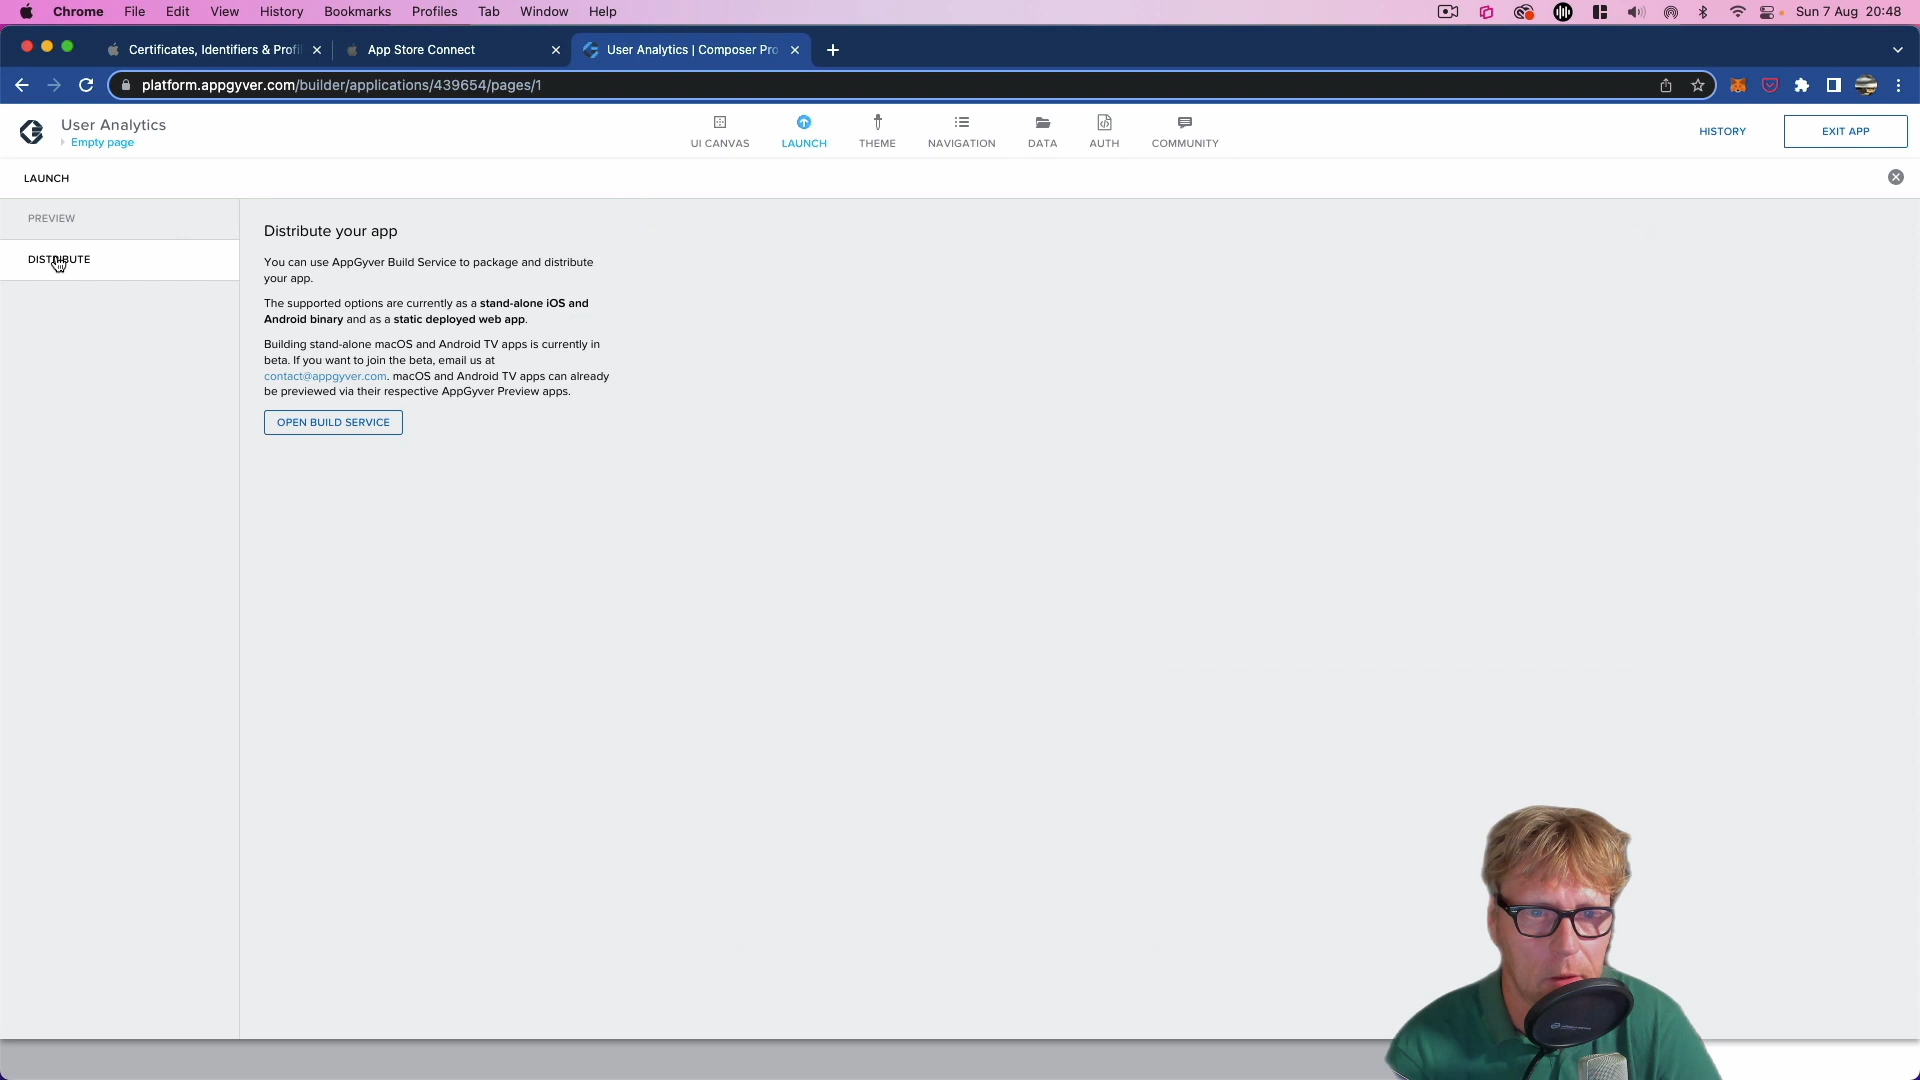 Chrome File Edit View History Bookmarks Profiles Tab Window Help Sun 7 Aug 20:48
Certificates, Identifiers & Profi App Store Connect User Analytics | Composer Pro
platform.appgyver.com/builder/applications/439654/pages/1
User Analytics
Empty page
UI CANVAS LAUNCH THEME NAVIGATION DATA AUTH COMMUNITY
HISTORY EXIT APP
LAUNCH
PREVIEW
DISTRIBUTE
Distribute your app
You can use AppGyver Build Service to package and distribute
your app.
The supported options are currently as a stand-alone iOS and
Android binary and as a static deployed web app.
Building stand-alone macOS and Android TV apps is currently in
beta. If you want to join the beta, email us at
contact@appgyver.com. macOS and Android TV apps can already
be previewed via their respective AppGyver Preview apps.
OPEN BUILD SERVICE